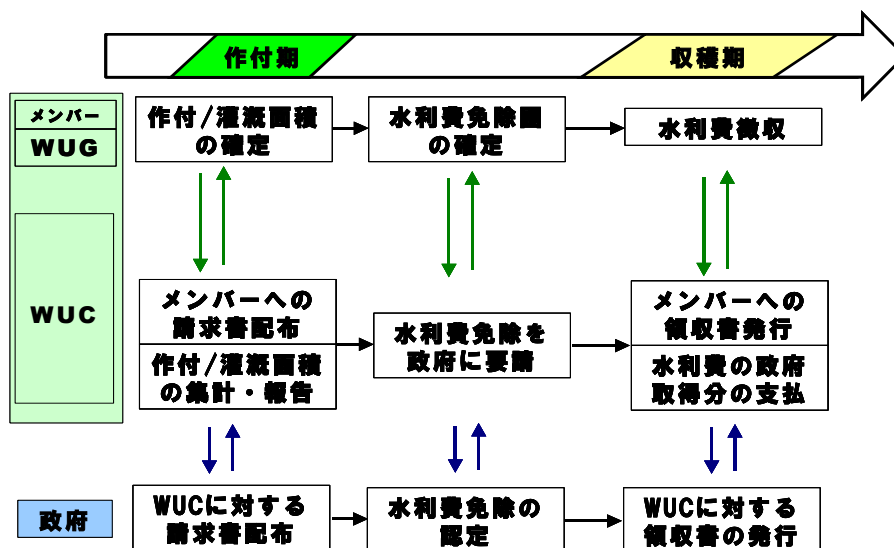 作付期
収穫期
メンバー
WUG
作付/灌漑面積
の確定
水利費免除圃
の確定
水利費徴収
WUC
メンバーへの
請求書配布
作付/灌漑面積
の集計・報告
水利費免除を
政府に要請
メンバーへの
領収書発行
水利費の政府
取得分の支払
政府
WUCに対する
請求書配布
水利費免除の
認定
WUCに対する
領収書の発行